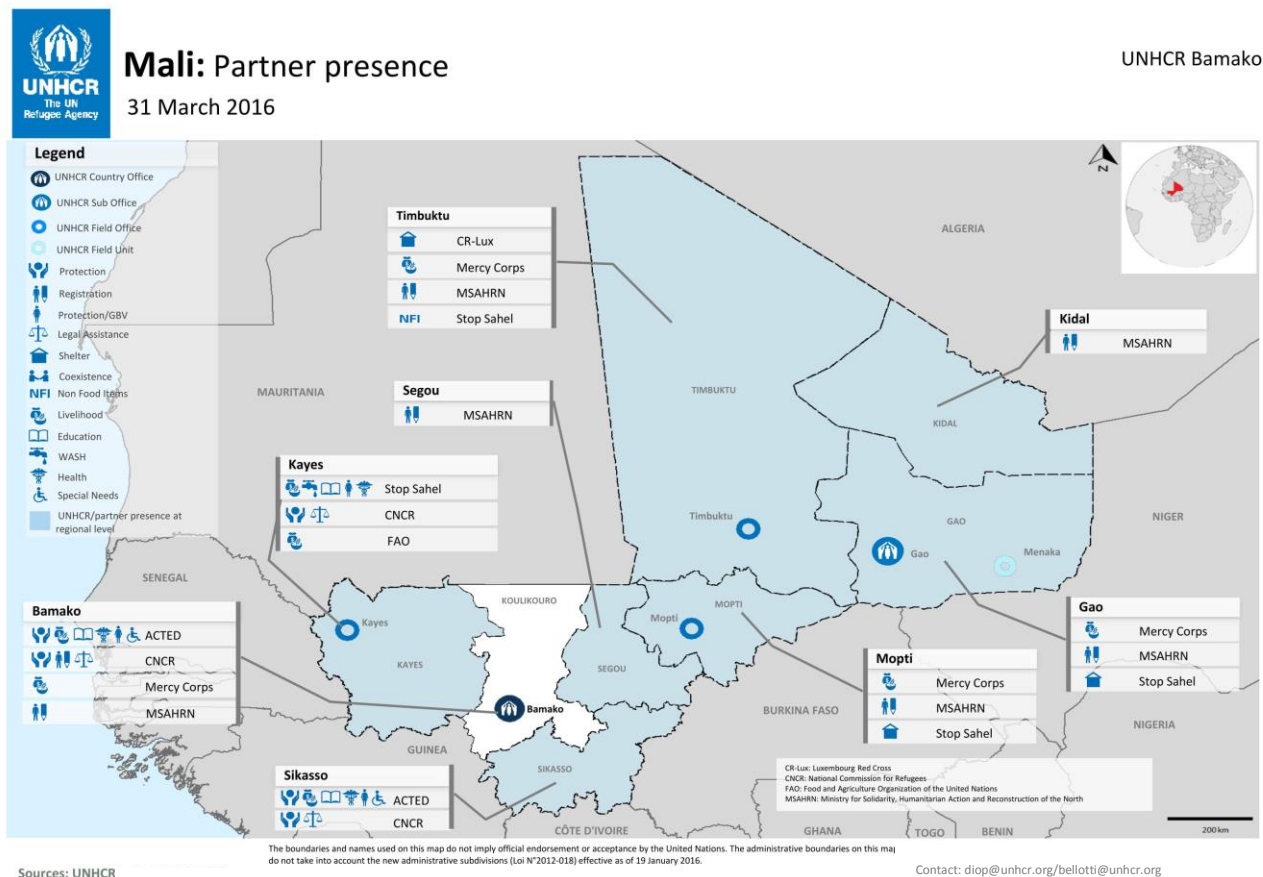 UNHCR
The UN
Refugee Agency
Mali: Partner presence
31 March 2016
UNHCR Bamako
Legend
UNHCR Country Office
UNHCR Sub Office
UNHCR Field Office
UNHCR Field Unit
Protection
Registration
Protection/GBV
Legal Assistance
Shelter
Coexistence
NFI Non Food Items
Livelihood
Education
WASH
Health
Special Needs
UNHCR/partner presence at
regional level
N
ALGERIA
MAURITANIA
NIGER
SENEGAL
GUINEA
BURKINA FASO
NIGERIA
CÔTE D'IVOIRE
GHANA
TOGO
BENIN
Timbuktu
CR-Lux
Mercy Corps
MSAHRN
NFI Stop Sahel
Kidal
MSAHRN
Segou
MSAHRN
Kayes
Stop Sahel
CNCR
FAO
Bamako
ACTED
CNCR
Mercy Corps
MSAHRN
Sikasso
ACTED
CNCR
Mopti
Mercy Corps
MSAHRN
Stop Sahel
Gao
Mercy Corps
MSAHRN
Stop Sahel
TIMBUKTU
KIDAL
Timbuktu
GAO
Gao
Menaka
KOULIKOURO
MOPTI
Mopti
Kayes
KAYES
SEGOU
Bamako
SIKASSO
CR-Lux: Luxembourg Red Cross
CNCR: National Commission for Refugees
FAO: Food and Agriculture Organization of the United Nations
MSAHRN: Ministry for Solidarity, Humanitarian Action and Reconstruction of the North
200 km
The boundaries and names used on this map do not imply official endorsement or acceptance by the United Nations. The administrative boundaries on this map
do not take into account the new administrative subdivisions (Loi N°2012-018) effective as of 19 January 2016.
Sources: UNHCR
Contact: diop@unhcr.org/bellotti@unhcr.org